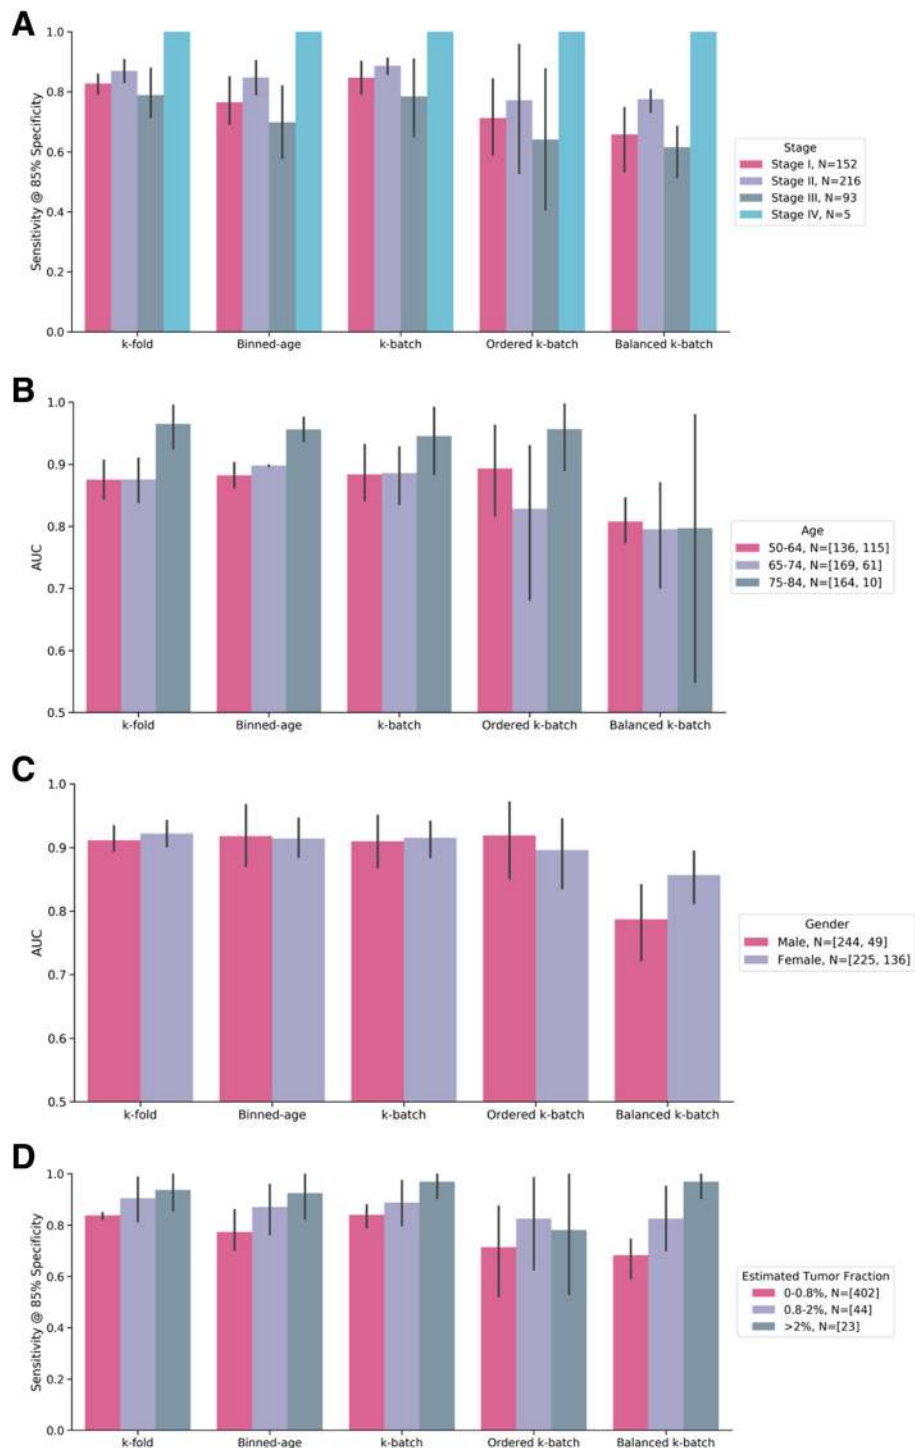 A
1.0
0.8
0.6
0.4
0.2
0.0
Sensitivity @ 85% Specificity
k-fold
Binned-age
k-batch
Ordered k-batch
Balanced k-batch
Stage
Stage I, N=152
Stage II, N=216
Stage III, N=93
Stage IV, N=5
B
1.0
0.9
0.8
0.7
0.6
0.5
AUC
k-fold
Binned-age
k-batch
Ordered k-batch
Balanced k-batch
Age
50-64, N=[136, 115]
65-74, N=[169, 61]
75-84, N=[164, 10]
C
1.0
0.9
0.8
0.7
0.6
0.5
AUC
k-fold
Binned-age
k-batch
Ordered k-batch
Balanced k-batch
Gender
Male, N=[244, 49]
Female, N=[225, 136]
D
1.0
0.8
0.6
0.4
0.2
0.0
Sensitivity @ 85% Specificity
k-fold
Binned-age
k-batch
Ordered k-batch
Balanced k-batch
Estimated Tumor Fraction
0-0.8%, N=[402]
0.8-2%, N=[44]
>2%, N=[23]